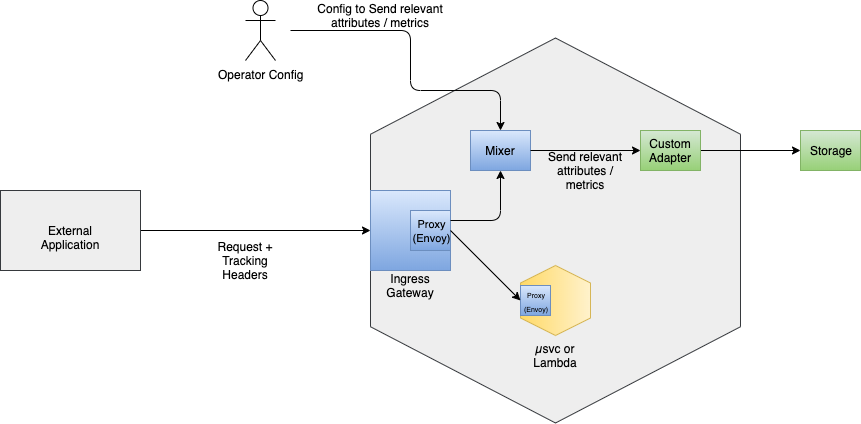 Config to Send relevant
attributes / metrics
Operator Config
Mixer
Send relevant
attributes /
metrics
Custom
Adapter
Storage
External
Application
Request +
Tracking
Headers
Proxy
(Envoy)
Ingress
Gateway
Proxy
(Envoy)
µsvc or
Lambda